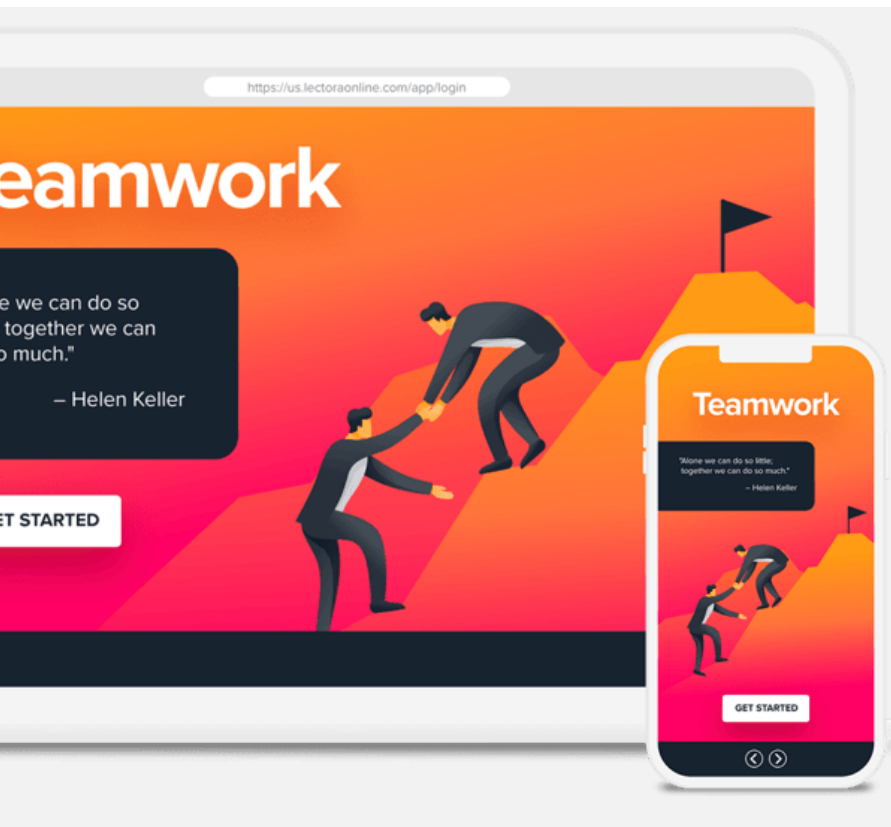 https://us.lectoraonline.com/app/login
eamwork
e we can do so
together we can
o much."
– Helen Keller
ET STARTED
Teamwork
"Alone we can do so little;
together we can do so much."
– Helen Keller
GET STARTED